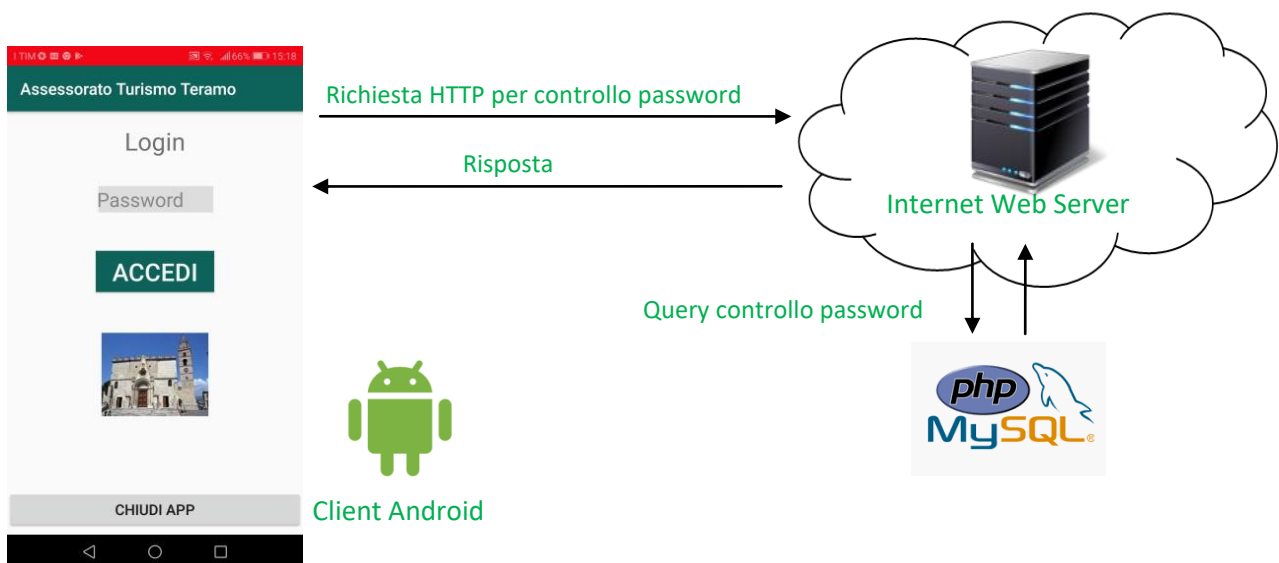 I TIM 66% 15:18
Assessorato Turismo Teramo
Login
Password
ACCEDI
CHIUDI APP
Richiesta HTTP per controllo password
Risposta
Internet Web Server
Query controllo password
php
MySQL®
Client Android